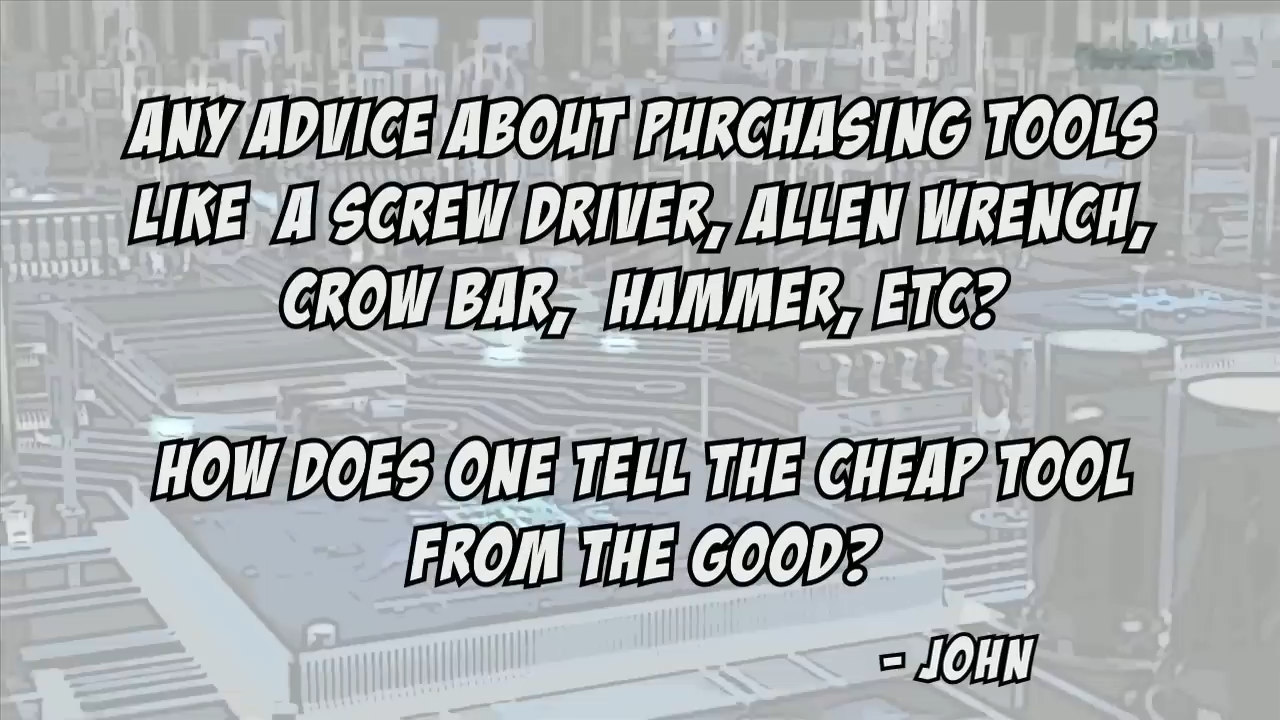 ANY ADVICE ABOUT PURCHASING TOOLS
LIKE A SCREW DRIVER, ALLEN WRENCH,
CROW BAR, HAMMER, ETC?
HOW DOES ONE TELL THE CHEAP TOOL
FROM THE GOOD?
- JOHN